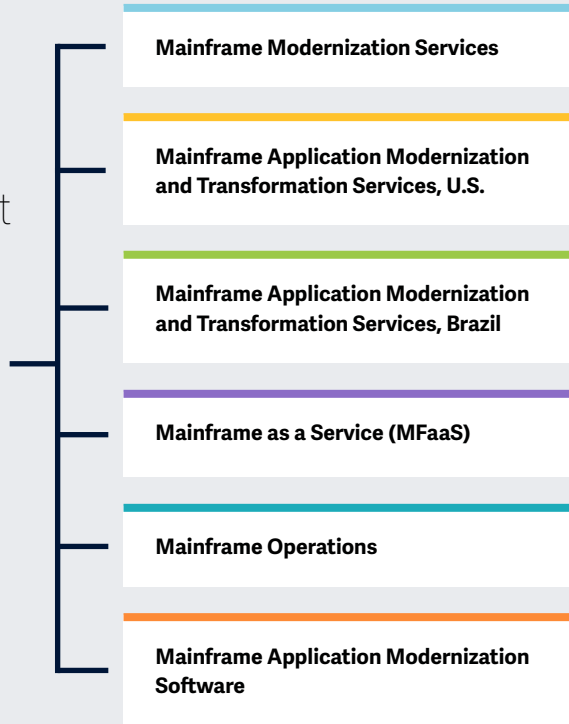 Mainframe Modernization Services
Mainframe Application Modernization
and Transformation Services, U.S.
t
Mainframe Application Modernization
and Transformation Services, Brazil
Mainframe as a Service (MFaaS)
Mainframe Operations
Mainframe Application Modernization
Software